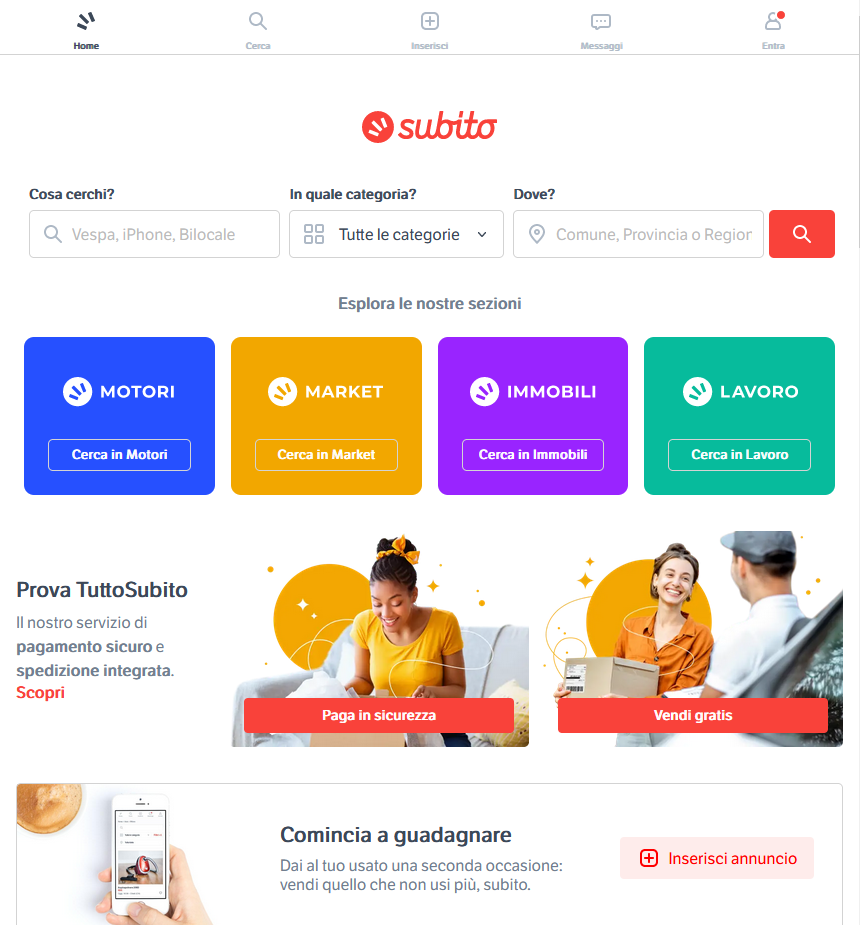 Home
Cerca
Inserisci
Messaggi
Entra
subito
Cosa cerchi?
In quale categoria?
Dove?
Vespa, iPhone, Bilocale
Tutte le categorie
Comune, Provincia o Region
Esplora le nostre sezioni
MOTORI
MARKET
IMMOBILI
LAVORO
Cerca in Motori
Cerca in Market
Cerca in Immobili
Cerca in Lavoro
Prova TuttoSubito
Il nostro servizio di
pagamento sicuro e
spedizione integrata.
Scopri
Paga in sicurezza
Vendi gratis
Comincia a guadagnare
Dai al tuo usato una seconda occasione:
vendi quello che non usi più, subito.
Inserisci annuncio